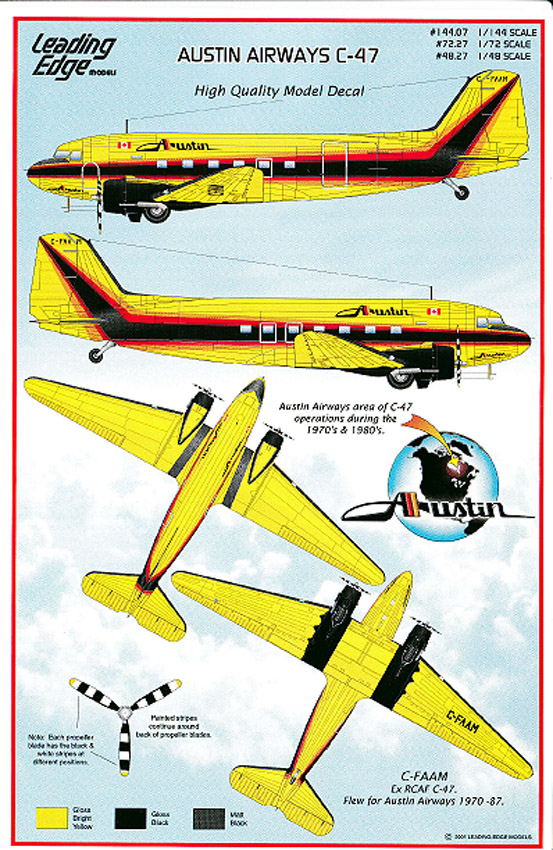 Leading
Edge
MODELS
AUSTIN AIRWAYS C-47
High Quality Model Decal
#144.07 1/144 SCALE
#72.27 1/72 SCALE
#48.27 1/48 SCALE
C-FAAM
Austin
Austin
C-FAAM
Austin
Austin
Austin Airways area of C-47
operations during the
1970's & 1980's.
Austin
C-FAAM
Note: Each propeller
blade has the black &
white stripes at
different positions.
Painted stripes
continue around
back of propeller blades.
C-FAAM
Ex RCAF C-47.
Flew for Austin Airways 1970 -87.
Gloss
Bright
Yellow
Gloss
Black
Matt
Black
© 2001 LEADING EDGE MODELS